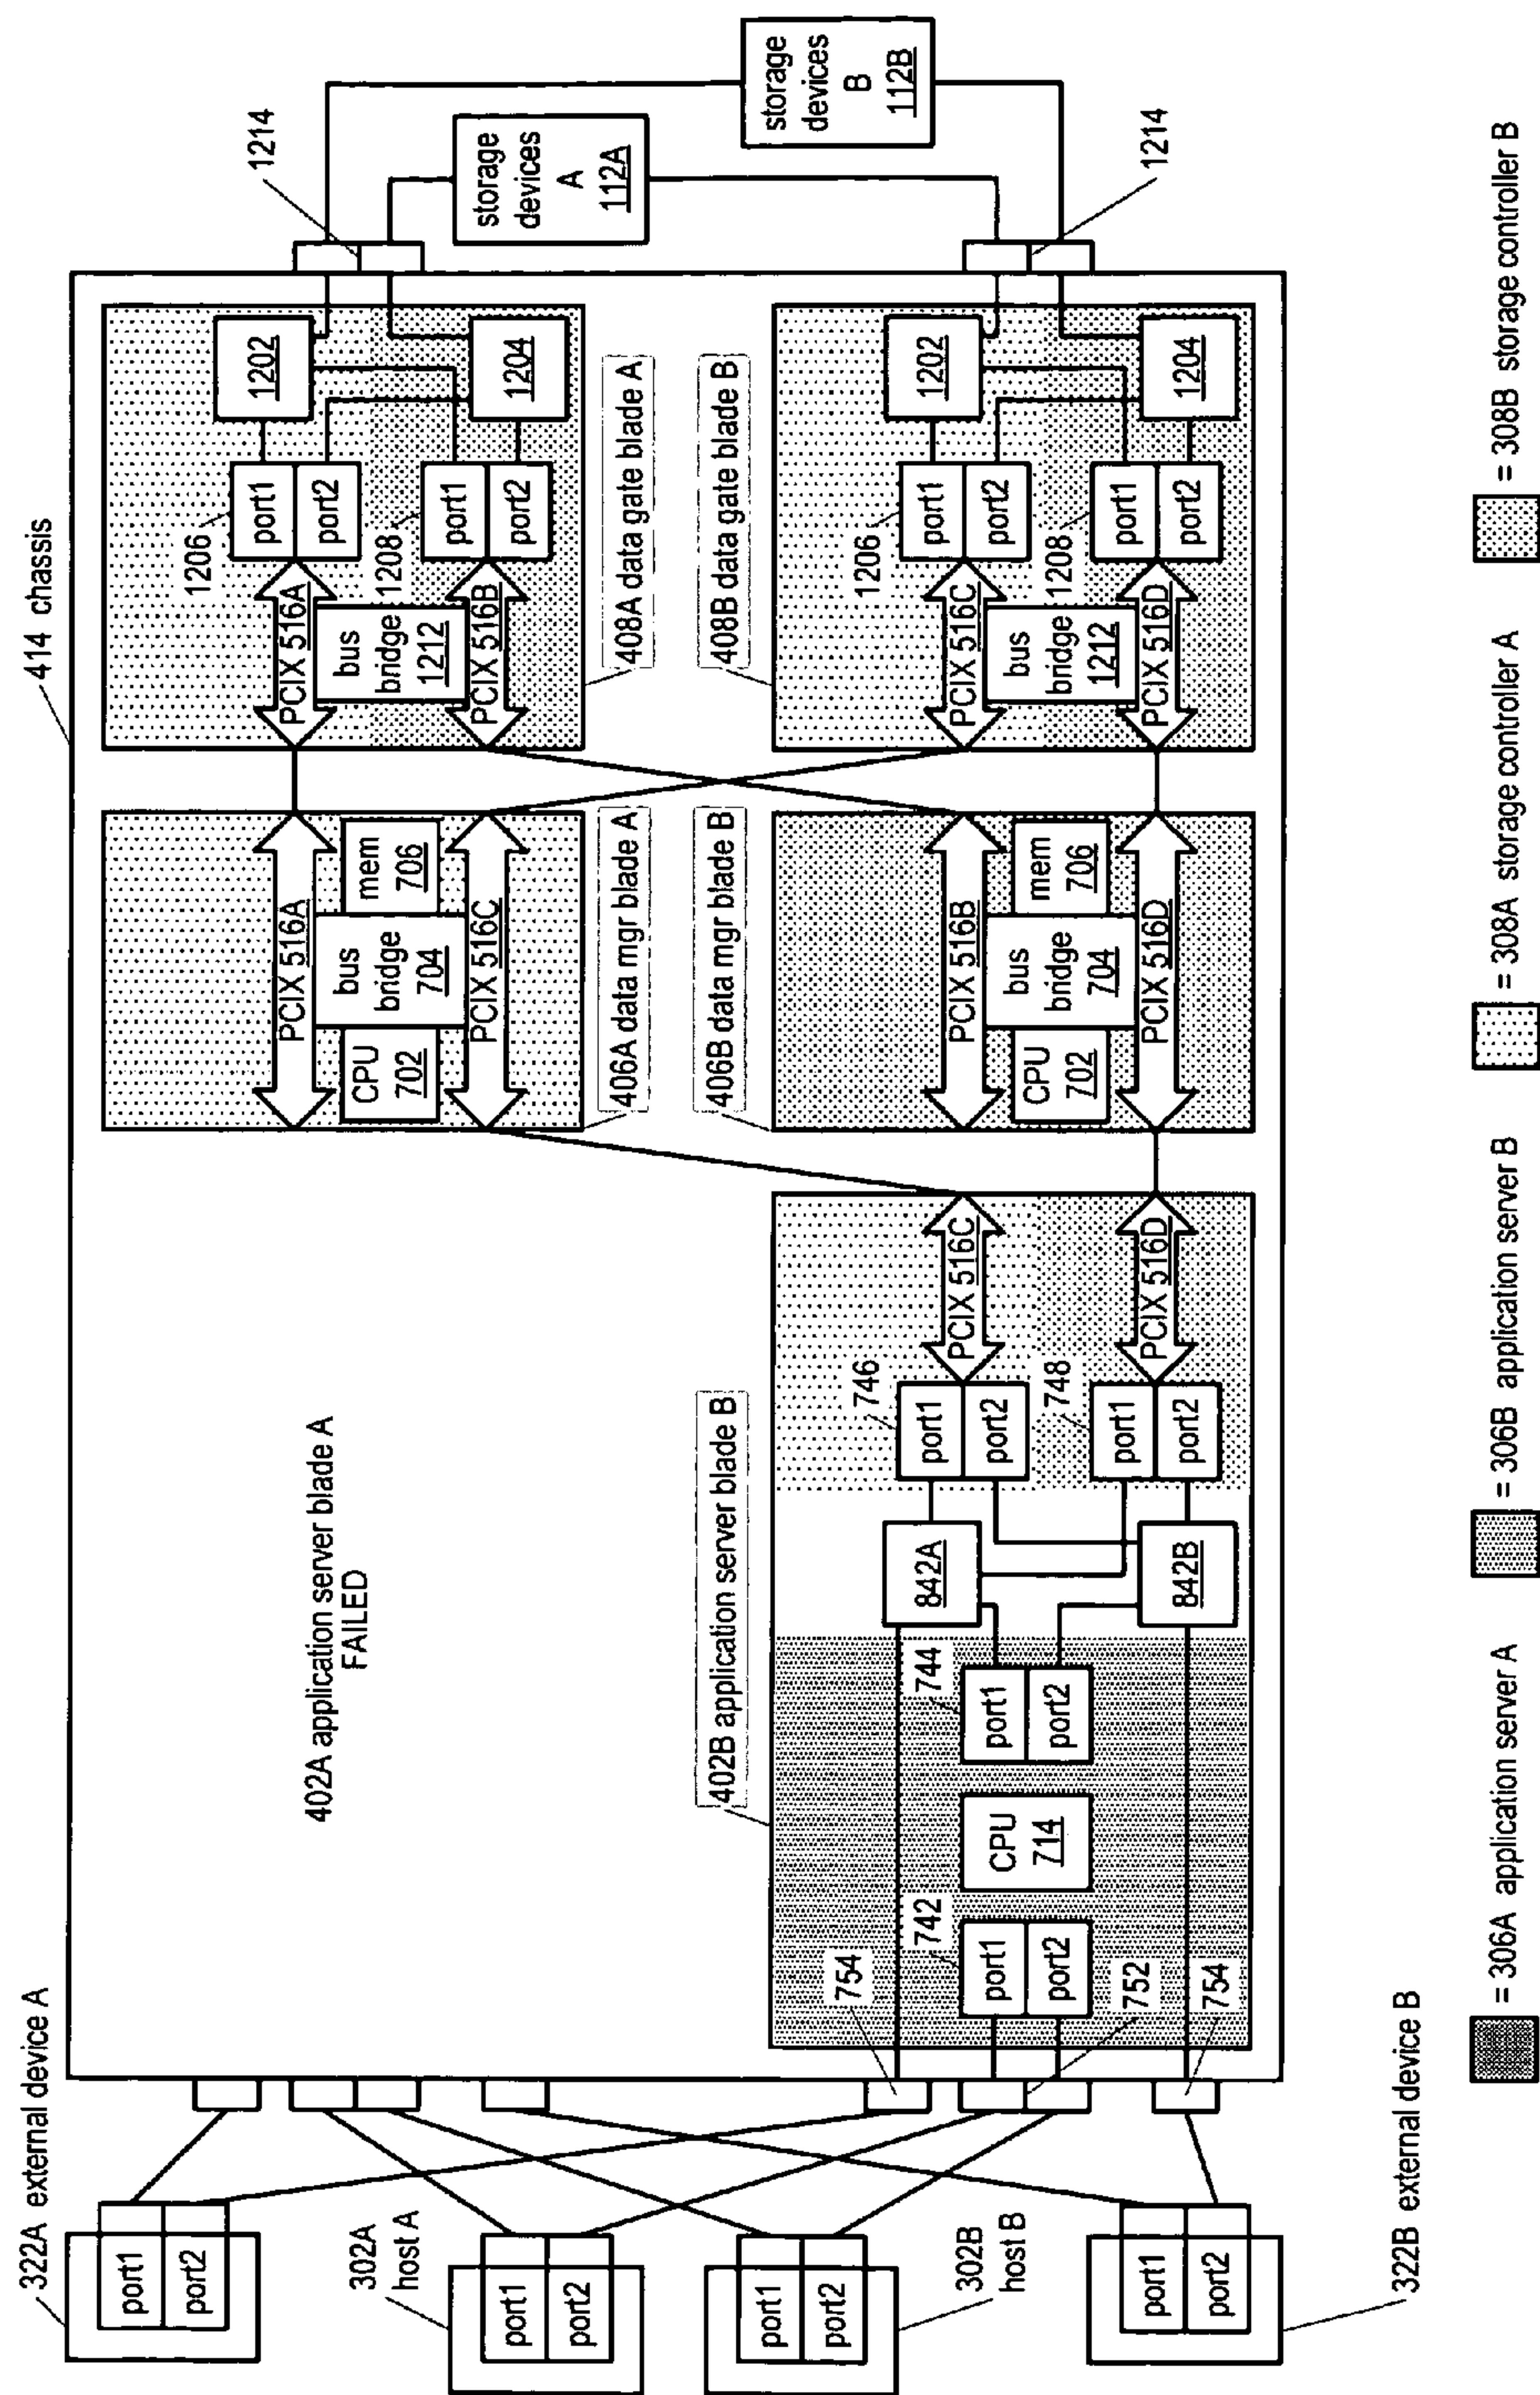 414 chassis
322A external device A
port1
port2
302A
host A
port1
port2
302B
host B
port1
port2
322B external device B
port1
port2
402A application server blade A
FAILED
402B application server blade B
754
742
port1
port2
752
754
CPU
714
744
port1
port2
842A
842B
746
port1
port2
748
port1
port2
PCIX 516C
PCIX 516D
406A data mgr blade A
PCIX 516A
CPU
702
bus
bridge
704
mem
706
PCIX 516C
406B data mgr blade B
PCIX 516B
CPU
702
bus
bridge
704
mem
706
PCIX 516D
408A data gate blade A
PCIX 516A
bus
bridge
1212
PCIX 516B
1206
port1
port2
1208
port1
port2
1202
1204
408B data gate blade B
PCIX 516C
bus
bridge
1212
PCIX 516D
1206
port1
port2
1208
port1
port2
1202
1204
1214
1214
storage
devices
A
112A
storage
devices
B
112B
= 306A application server A
= 306B application server B
= 308A storage controller A
= 308B storage controller B